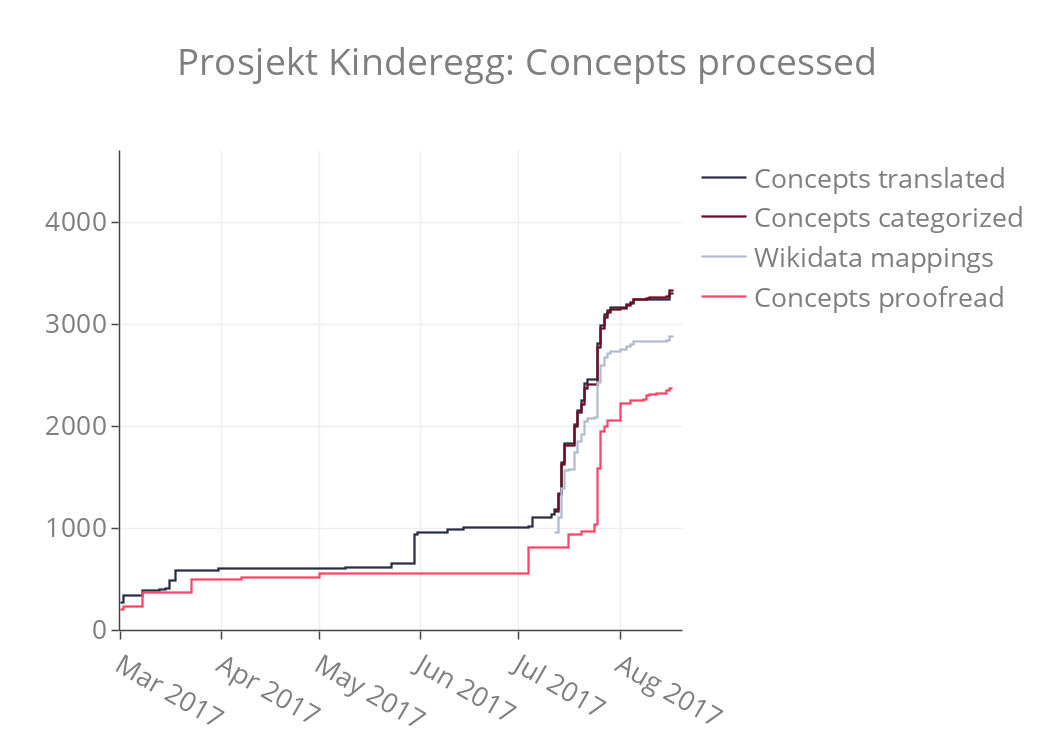 Prosjekt Kinderegg: Concepts processed
Concepts translated
Concepts categorized
Wikidata mappings
Concepts proofread
4000
3000
2000
1000
0
Mar 2017
Apr 2017
May 2017
Jun 2017
Jul 2017
Aug 2017